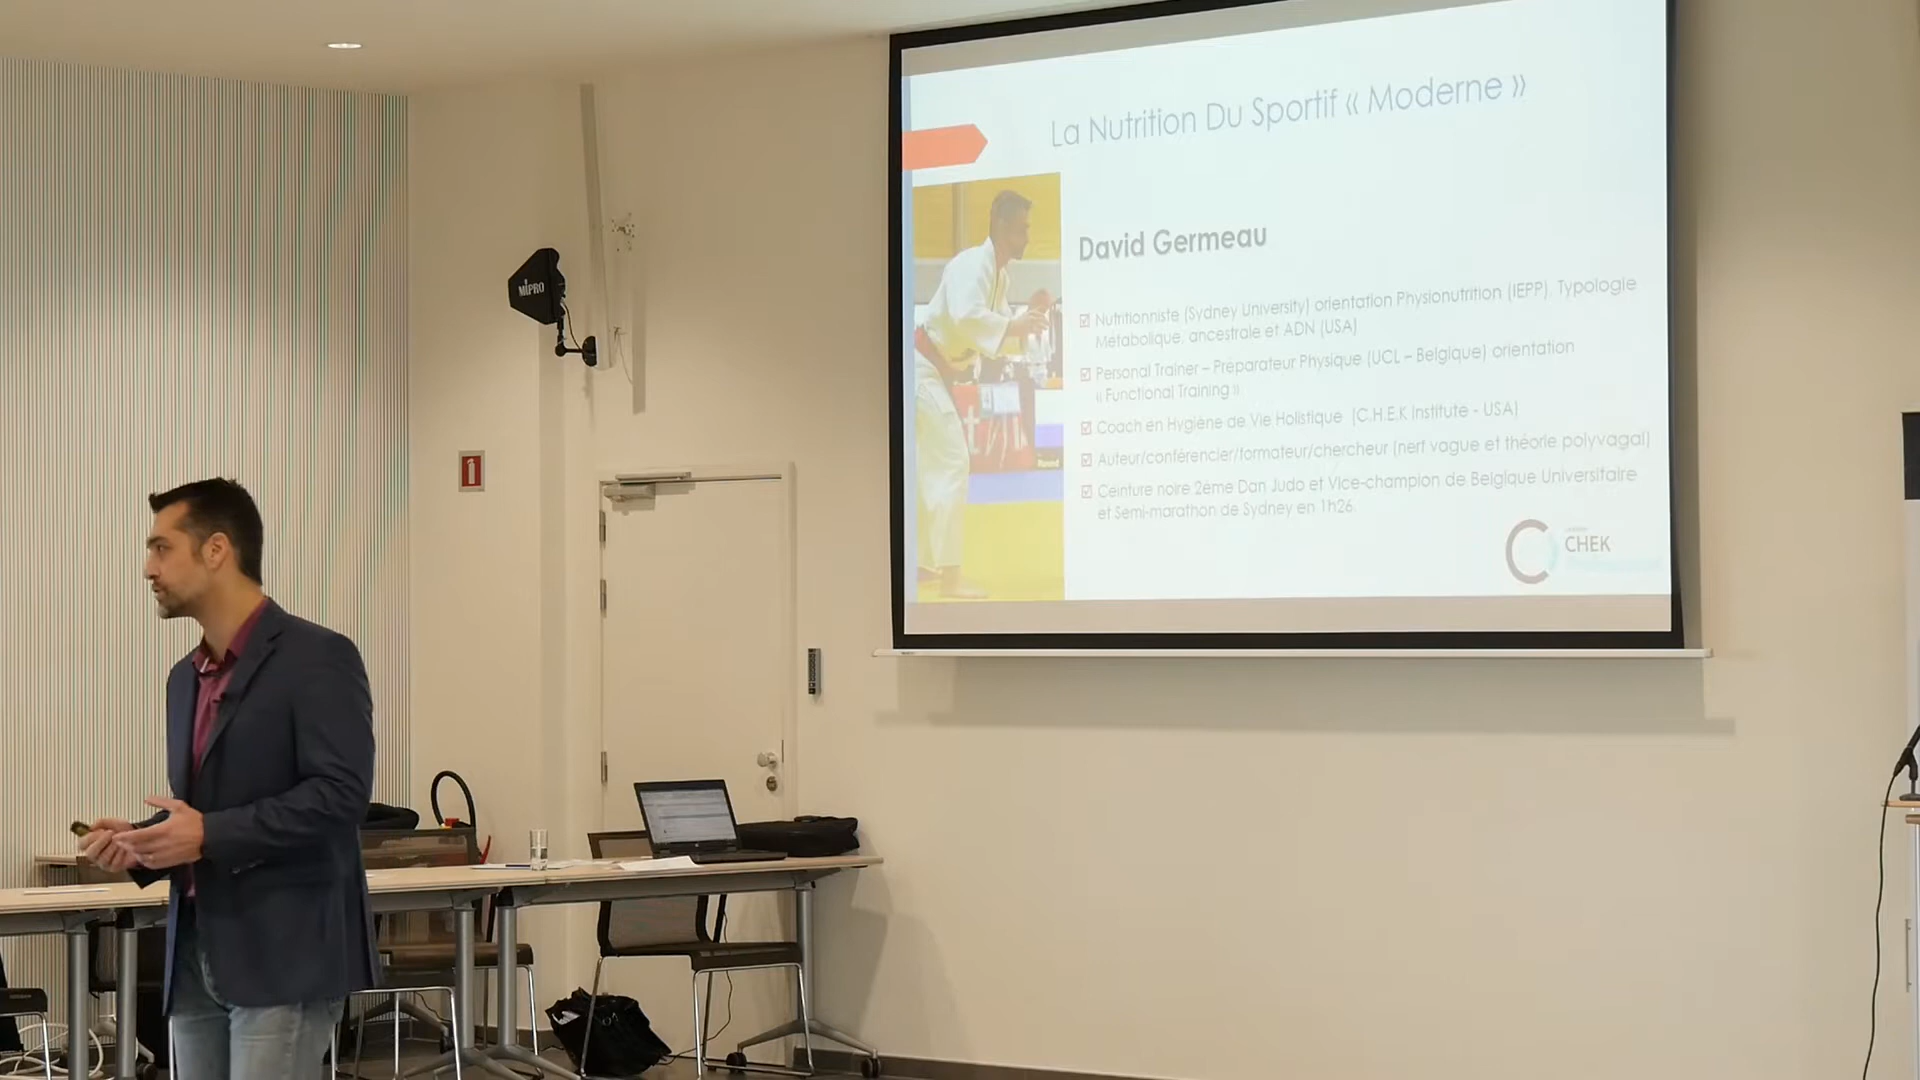 La Nutrition Du Sportif « Moderne »
David Germeau
Nutritionniste (Sydney University) orientation Physionutrition (IEPP), Typologie
Métabolique, ancestrale et ADN (USA)
Personal Trainer – Préparateur Physique (UCL – Belgique) orientation
« Functional Training »
Coach en Hygiène de Vie Holistique (C.H.E.K Institute - USA)
Auteur/conférencier/formateur/chercheur (nerf vague et théorie polyvagal)
Ceinture noire 2ème Dan Judo et Vice-champion de Belgique Universitaire
et Semi-marathon de Sydney en 1h26.
CHEK
MIPRO